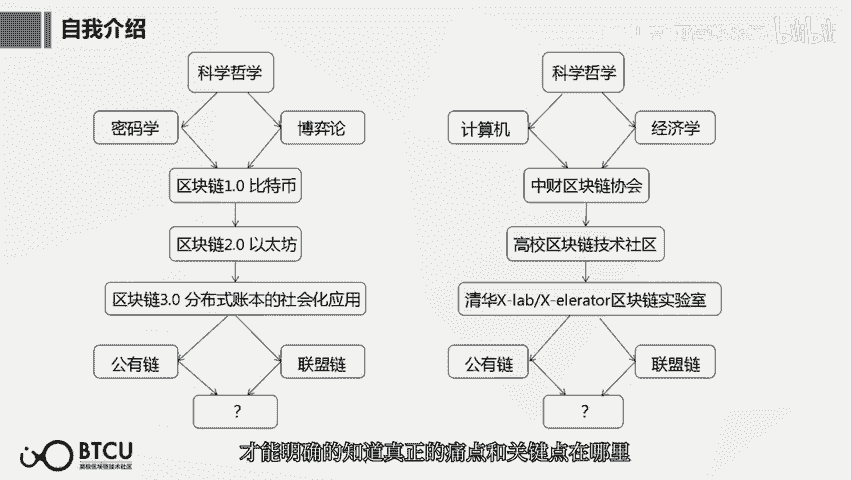 自我介绍
bilibili
科学哲学
密码学
博弈论
区块链1.0 比特币
区块链2.0 以太坊
区块链3.0 分布式账本的社会化应用
公有链
联盟链
?
科学哲学
计算机
经济学
中财区块链协会
高校区块链技术社区
清华X-lab/X-elerator区块链实验室
公有链
联盟链
?
BTCU
高校区块链技术社区
才能明确的知道真正的痛点和关键点在哪里